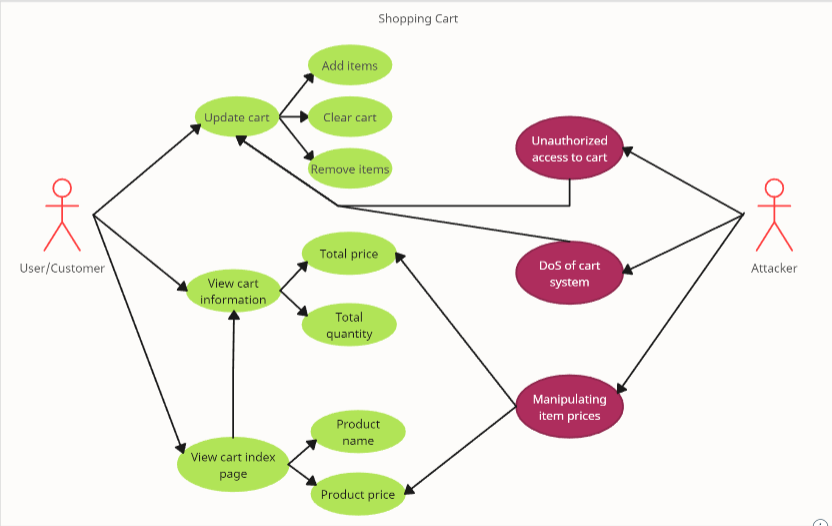 Shopping Cart
Add items
Update cart
Clear cart
Remove items
Unauthorized
access to cart
User/Customer
Attacker
Total price
DoS of cart
system
View cart
information
Total
quantity
Manipulating
item prices
Product
name
View cart index
page
Product price